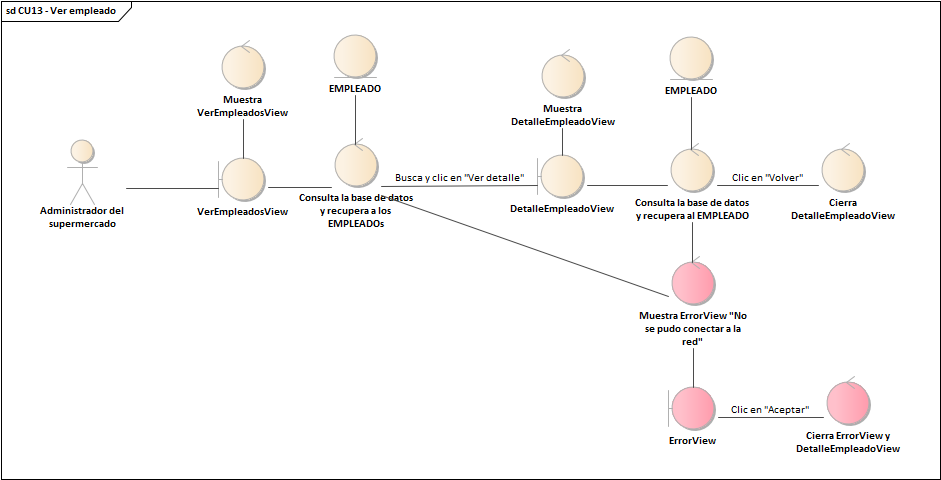 sd CU13 - Ver empleado
Muestra
VerEmpleadosView
EMPLEADO
Muestra
DetalleEmpleadoView
EMPLEADO
Administrador del
supermercado
VerEmpleadosView
Consulta la base de datos
y recupera a los
EMPLEADOs
Busca y clic en "Ver detalle"
DetalleEmpleadoView
Consulta la base de datos
y recupera al EMPLEADO
Clic en "Volver"
Cierra
DetalleEmpleadoView
Muestra ErrorView "No
se pudo conectar a la
red"
ErrorView
Clic en "Aceptar"
Cierra ErrorView y
DetalleEmpleadoView